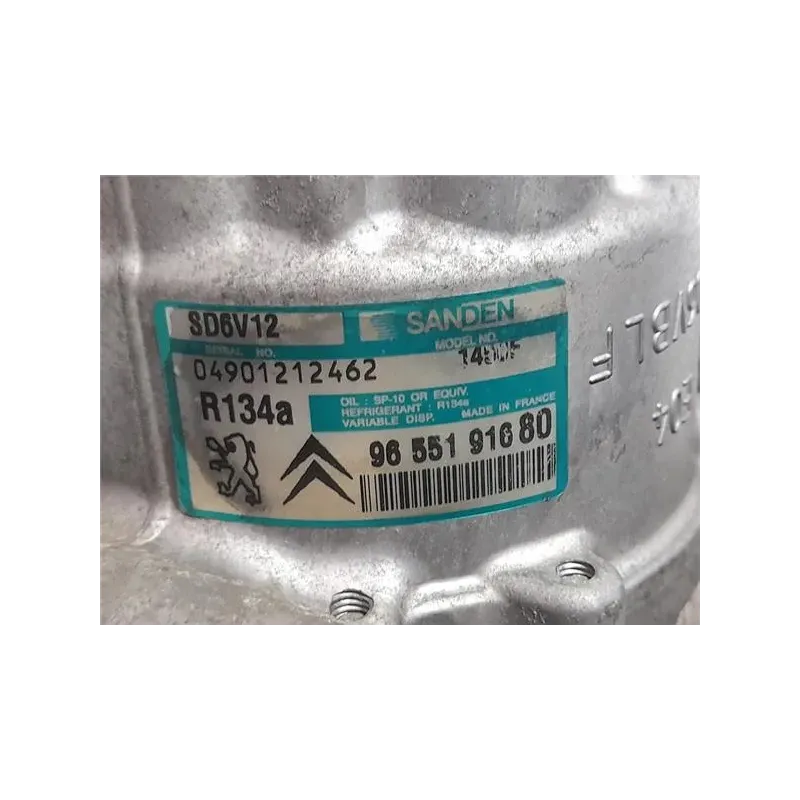 SD6V12
SANDEN
SERIAL NO.
MODEL NO.
04901212462
R134a
OIL : SP-10 OR EQUIV.
REFRIGERANT : R134a
VARIABLE DISP. MADE IN FRANCE
96 551 916 80